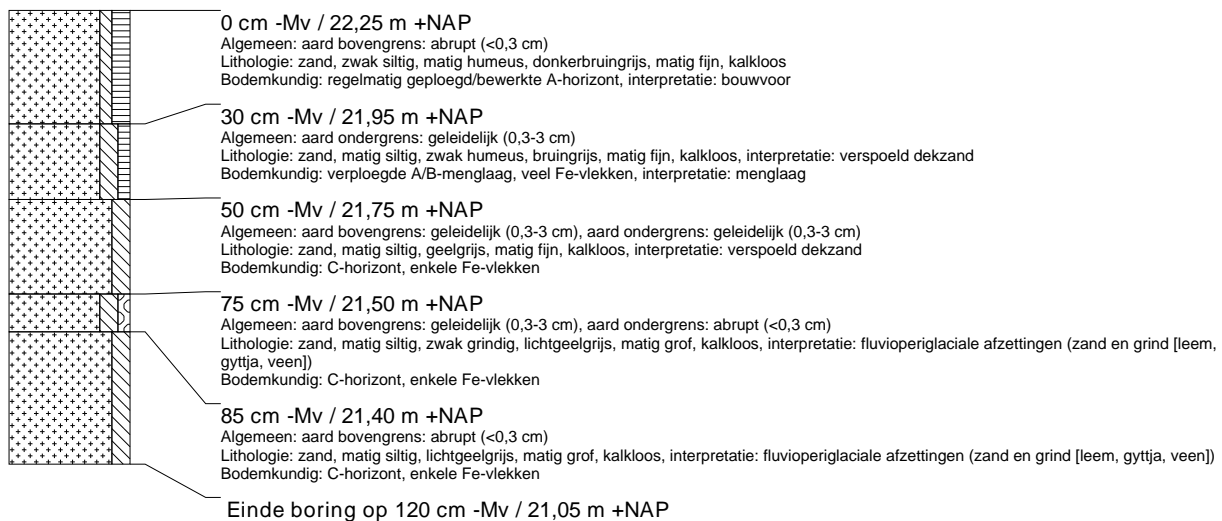 0 cm -Mv / 22,25 m +NAP
Algemeen: aard bovengrens: abrupt (<0,3 cm)
Lithologie: zand, zwak siltig, matig humeus, donkerbruingrijs, matig fijn, kalkloos
Bodemkundig: regelmatig geploegd/bewerkte A-horizont, interpretatie: bouwvoor
30 cm -Mv / 21,95 m +NAP
Algemeen: aard ondergrens: geleidelijk (0,3-3 cm)
Lithologie: zand, matig siltig, zwak humeus, bruingrijs, matig fijn, kalkloos, interpretatie: verspoeld dekzand
Bodemkundig: verploegde A/B-menglaag, veel Fe-vlekken, interpretatie: menglaag
50 cm -Mv / 21,75 m +NAP
Algemeen: aard bovengrens: geleidelijk (0,3-3 cm), aard ondergrens: geleidelijk (0,3-3 cm)
Lithologie: zand, matig siltig, geelgrijs, matig fijn, kalkloos, interpretatie: verspoeld dekzand
Bodemkundig: C-horizont, enkele Fe-vlekken
75 cm -Mv / 21,50 m +NAP
Algemeen: aard bovengrens: geleidelijk (0,3-3 cm), aard ondergrens: abrupt (<0,3 cm)
Lithologie: zand, matig siltig, zwak grindig, lichtgeelgrijs, matig grof, kalkloos, interpretatie: fluvioperiglaciale afzettingen (zand en grind [leem,
gyttja, veen])
Bodemkundig: C-horizont, enkele Fe-vlekken
85 cm -Mv / 21,40 m +NAP
Algemeen: aard bovengrens: abrupt (<0,3 cm)
Lithologie: zand, matig siltig, lichtgeelgrijs, matig grof, kalkloos, interpretatie: fluvioperiglaciale afzettingen (zand en grind [leem, gyttja, veen])
Bodemkundig: C-horizont, enkele Fe-vlekken
Einde boring op 120 cm -Mv / 21,05 m +NAP